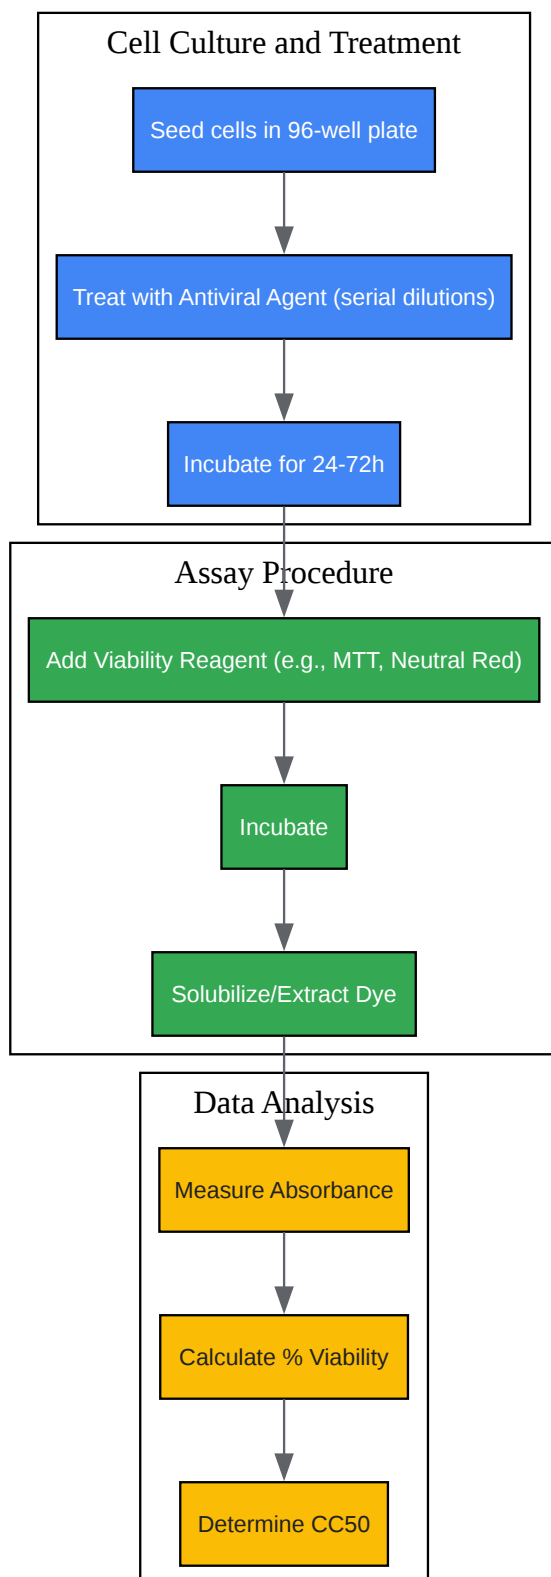 Cell Culture and Treatment
Seed cells in 96-well plate
Treat with Antiviral Agent (serial dilutions)
Incubate for 24-72h
Assay Procedure
Add Viability Reagent (e.g., MTT, Neutral Red)
Incubate
Solubilize/Extract Dye
Data Analysis
Measure Absorbance
Calculate % Viability
Determine CC50